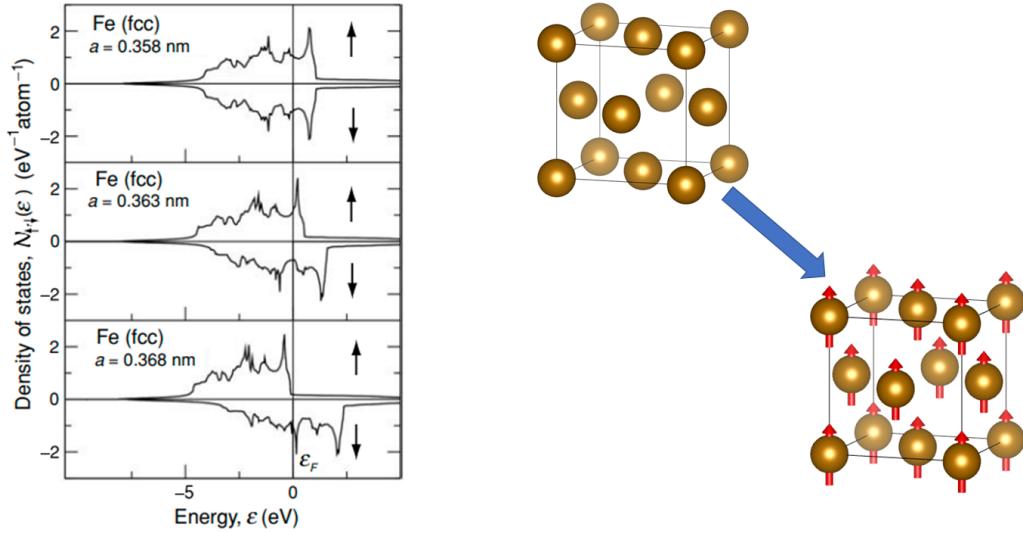 Fe (fcc)
a = 0.358 nm
Fe (fcc)
a = 0.363 nm
Fe (fcc)
a = 0.368 nm
2
0
−2
2
0
−2
2
0
−2
Density of states, N↑,↓(ε) (eV⁻¹atom⁻¹)
εF
−5
0
Energy, ε (eV)